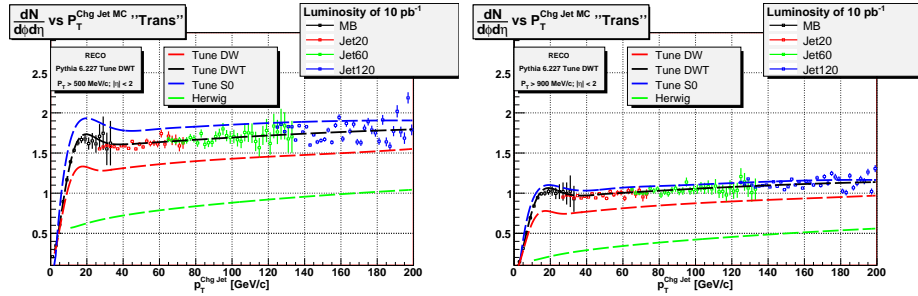 dN
dφdη
vs P_T^Chg Jet MC "Trans"
Luminosity of 10 pb⁻¹
MB
Jet20
Jet60
Jet120
RECO
Pythia 6.227 Tune DWT
P_T > 500 MeV/c; |η| < 2
Tune DW
Tune DWT
Tune S0
Herwig
2.5
2
1.5
1
0.5
0 20 40 60 80 100 120 140 160 180 200
p_T^Chg Jet [GeV/c]
dN
dφdη
vs P_T^Chg Jet MC "Trans"
Luminosity of 10 pb⁻¹
MB
Jet20
Jet60
Jet120
RECO
Pythia 6.227 Tune DWT
P_T > 900 MeV/c; |η| < 2
Tune DW
Tune DWT
Tune S0
Herwig
2.5
2
1.5
1
0.5
0 20 40 60 80 100 120 140 160 180 200
p_T^Chg Jet [GeV/c]